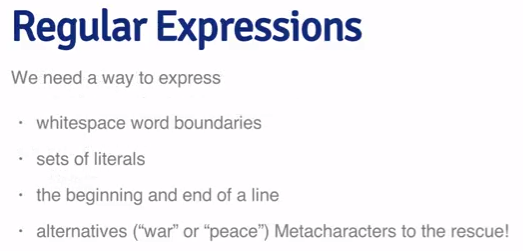 Regular Expressions
We need a way to express
· whitespace word boundaries
· sets of literals
· the beginning and end of a line
· alternatives (“war” or “peace”) Metacharacters to the rescue!